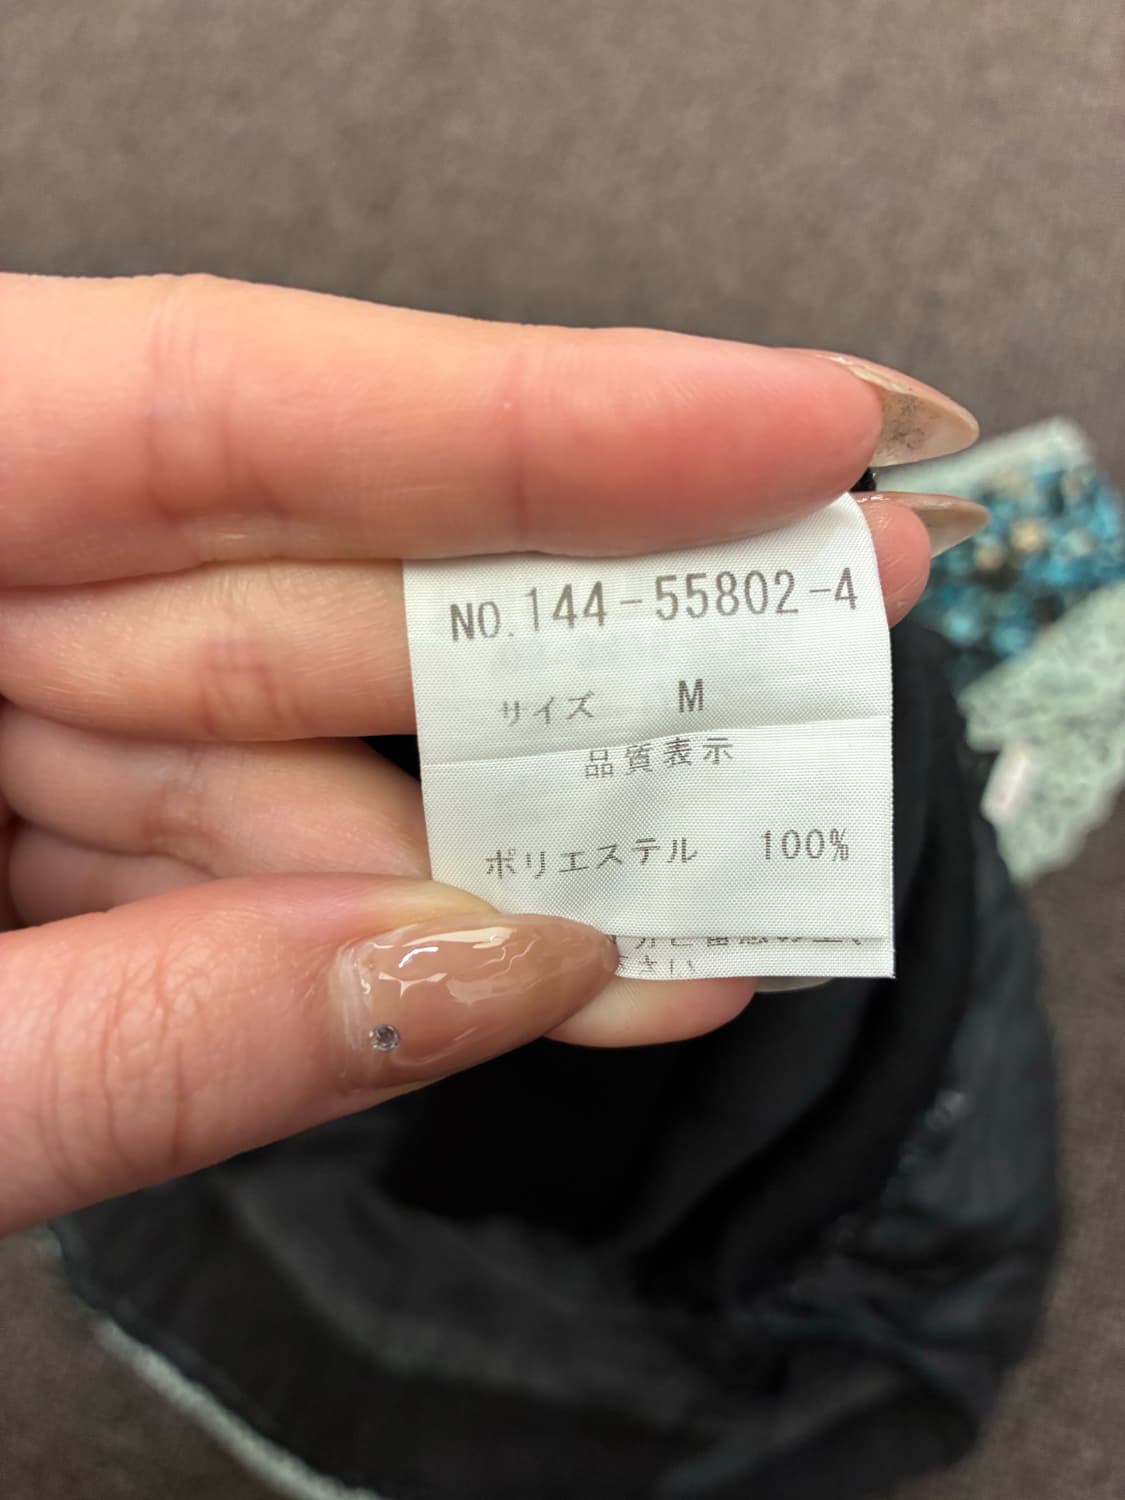 NO.144-55802-4
サイズ M
品質表示
ポリエステル 100%